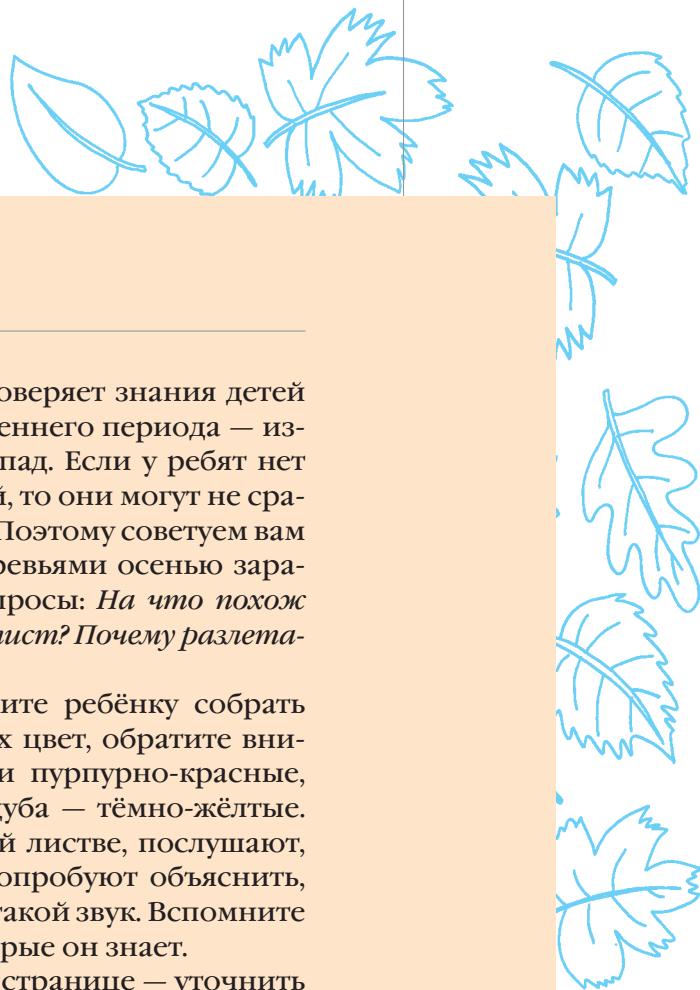 оверяет знания детей
еннего периода — из-
пад. Если у ребят нет
й, то они могут не сра-
Поэтому советуем вам
ревьями осенью зара-
просы: На что похож
лист? Почему разлета-
ите ребёнку собрать
х цвет, обратите вни-
и пурпурно-красные,
дуба — тёмно-жёлтые.
й листве, послушают,
опробуют объяснить,
такой звук. Вспомните
рые он знает.
странице — уточнить